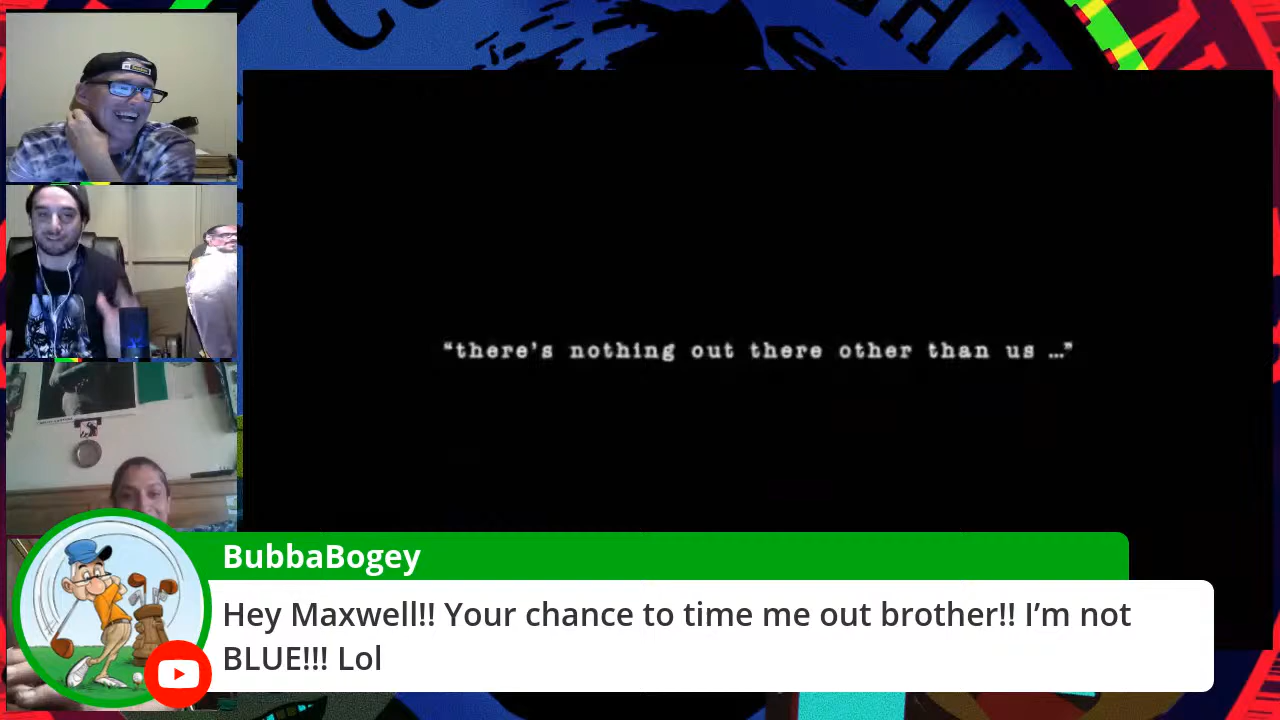 “there’s nothing out there other than us …”
BubbaBogey
Hey Maxwell!! Your chance to time me out brother!! I’m not
BLUE!!! Lol